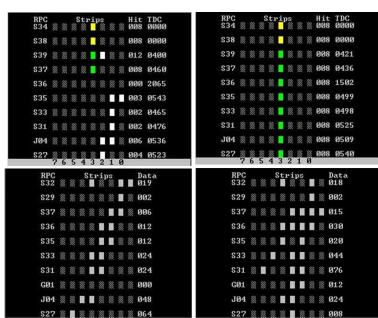 RPC Strips Hit TDC
S34 008 0000
S38 008 0000
S39 012 0400
S37 008 0460
S36 000 2065
S35 003 0543
S33 002 0465
S31 002 0476
J04 006 0536
S27 004 0523
7 6 5 4 3 2 1 0
RPC Strips Hit TDC
S34 008 0000
S38 008 0000
S39 008 0421
S37 008 0436
S36 008 1502
S35 008 0499
S33 008 0498
S31 008 0525
J04 008 0509
S27 008 0540
7 6 5 4 3 2 1 0
RPC Strips Data
S32 019
S29 002
S37 006
S36 012
S35 012
S33 024
S31 024
G01 000
J04 048
S27 064
RPC Strips Data
S32 018
S29 002
S37 015
S36 030
S35 020
S33 044
S31 076
G01 012
J04 024
S27 008